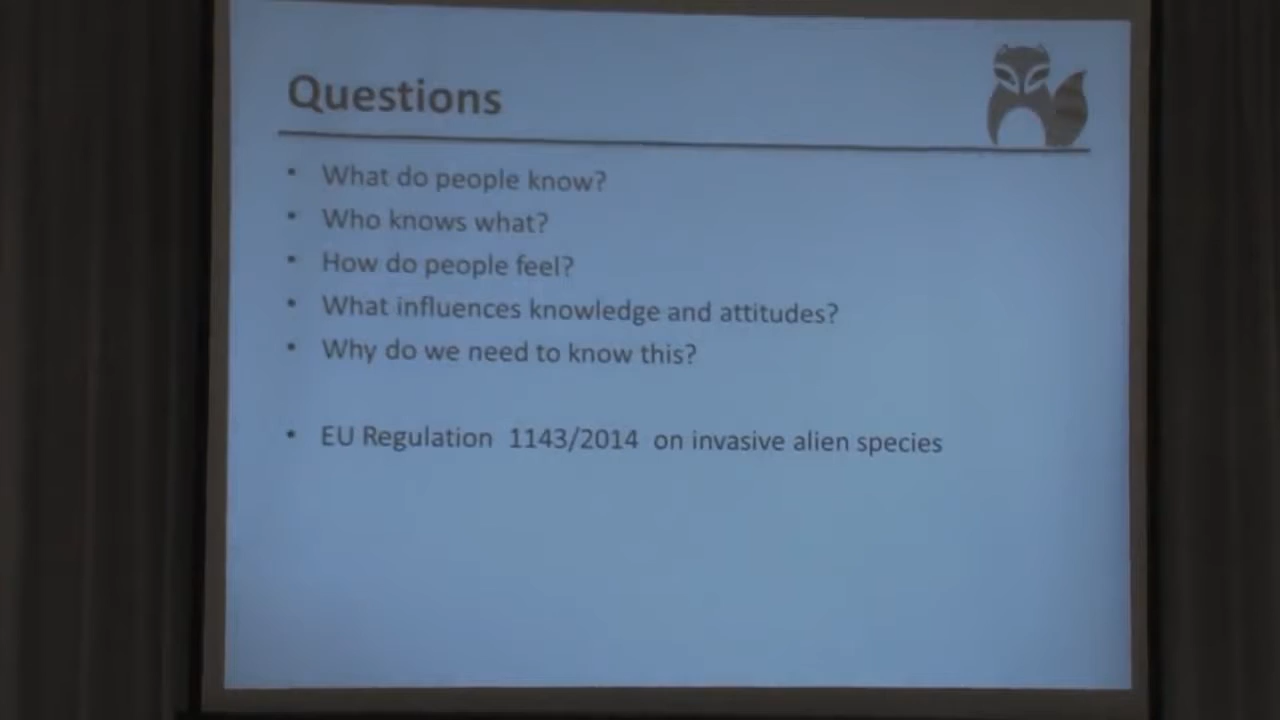 Questions
• What do people know?
• Who knows what?
• How do people feel?
• What influences knowledge and attitudes?
• Why do we need to know this?
• EU Regulation 1143/2014 on invasive alien species